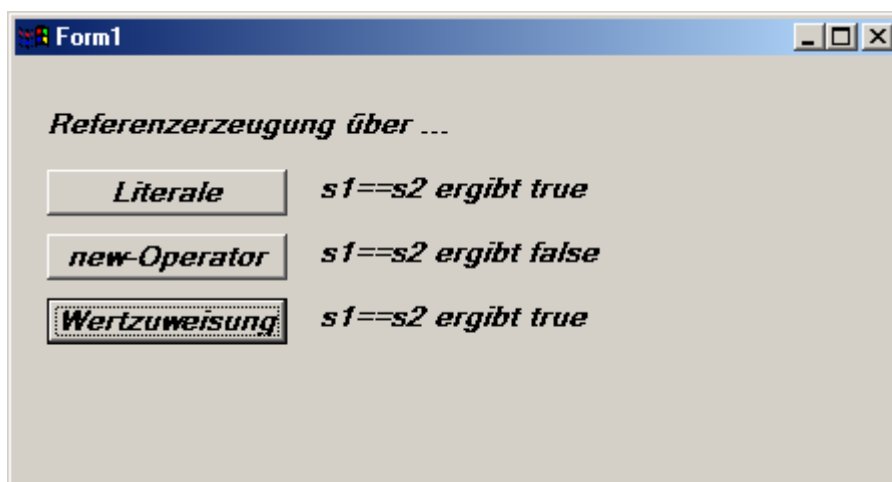 Form1
Referenzerzeugung über ...
Literale s1==s2 ergibt true
new-Operator s1==s2 ergibt false
Wertzuweisung s1==s2 ergibt true